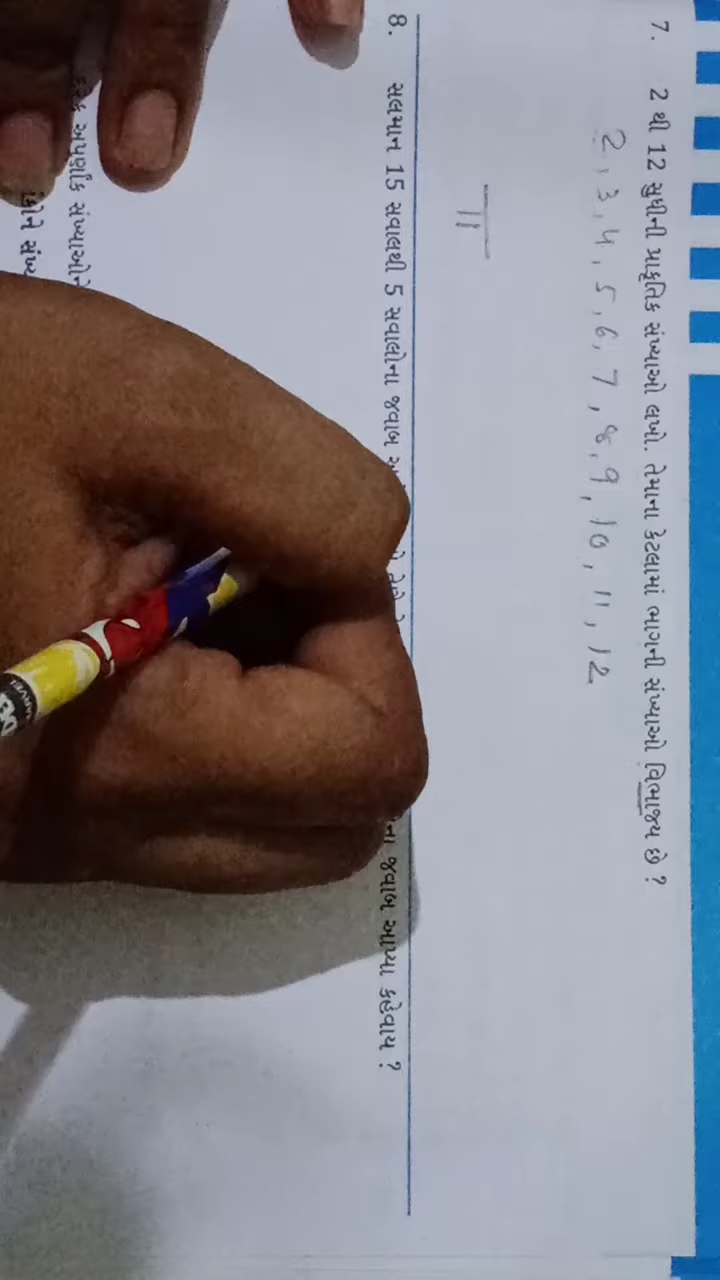 7. 2 થી 12 સુધીની પ્રાકૃતિક સંખ્યાઓ લખો. તેમાના કેટલામાં ભાગની સંખ્યાઓ વિભાજ્ય છે ?
2, 3, 4, 5, 6, 7, 8, 9, 10, 11, 12
11
8. સલમાન 15 સવાલથી 5 સવાલોના જવાબ જવાબ આપ્યા કહેવાય ?
અપૂર્ણાંક સંખ્યાઓને